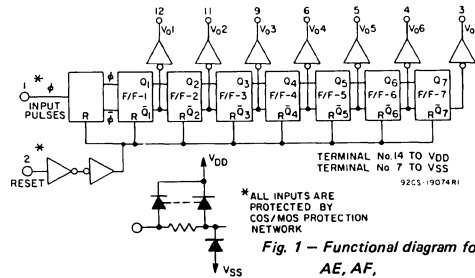 12 11 9 6 5 4 3
Vo1 Vo2 Vo3 Vo4 Vo5 Vo6 Vo
* ϕ ϕ Q1 Q2 Q3 Q4 Q5 Q6 Q7
1 F/F-1 F/F-2 F/F-3 F/F-4 F/F-5 F/F-6 F/F-7
INPUT PULSES R ϕ̅ R Q̅1 R Q̅2 R Q̅3 R Q̅4 R Q̅5 R Q̅6 R Q̅7
*
2
RESET
TERMINAL No.14 TO VDD
TERMINAL No 7 TO VSS
92CS-19074R1
VDD
*ALL INPUTS ARE
PROTECTED BY
COS/MOS PROTECTION
NETWORK
VSS
Fig. 1 – Functional diagram fo
AE, AF,